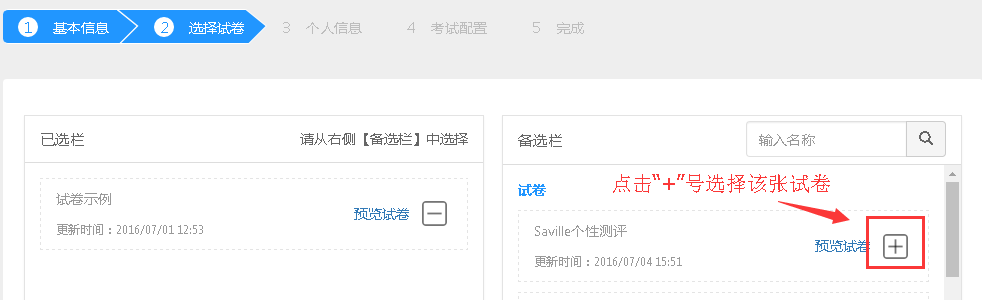 1 基本信息 2 选择试卷 3 个人信息 4 考试配置 5 完成
已选栏 请从右侧【备选栏】中选择
试卷示例
预览试卷
更新时间：2016/07/01 12:53
备选栏 输入名称
试卷
点击“+”号选择该张试卷
Saville个性测评
预览试卷
更新时间：2016/07/04 15:51